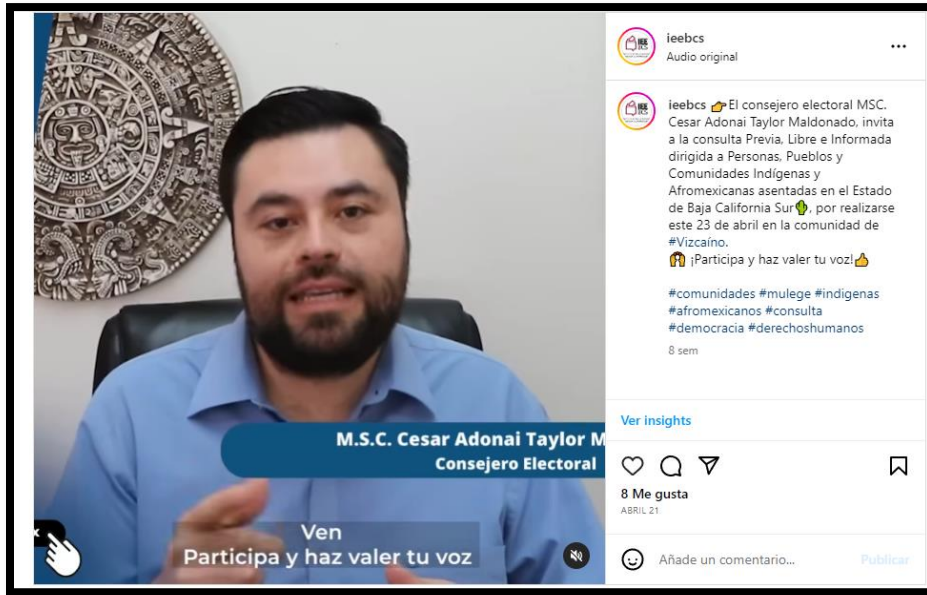 M.S.C. Cesar Adonai Taylor M
Consejero Electoral
Ven
Participa y haz valer tu voz
ieebcs
Audio original
ieebcs 👉El consejero electoral MSC.
Cesar Adonai Taylor Maldonado, invita
a la consulta Previa, Libre e Informada
dirigida a Personas, Pueblos y
Comunidades Indígenas y
Afromexicanas asentadas en el Estado
de Baja California Sur🌵, por realizarse
este 23 de abril en la comunidad de
#Vizcaíno.
🙌 ¡Participa y haz valer tu voz!👍
#comunidades #mulege #indigenas
#afromexicanos #consulta
#democracia #derechoshumanos
8 sem
Ver insights
8 Me gusta
ABRIL 21
Añade un comentario...
Publicar